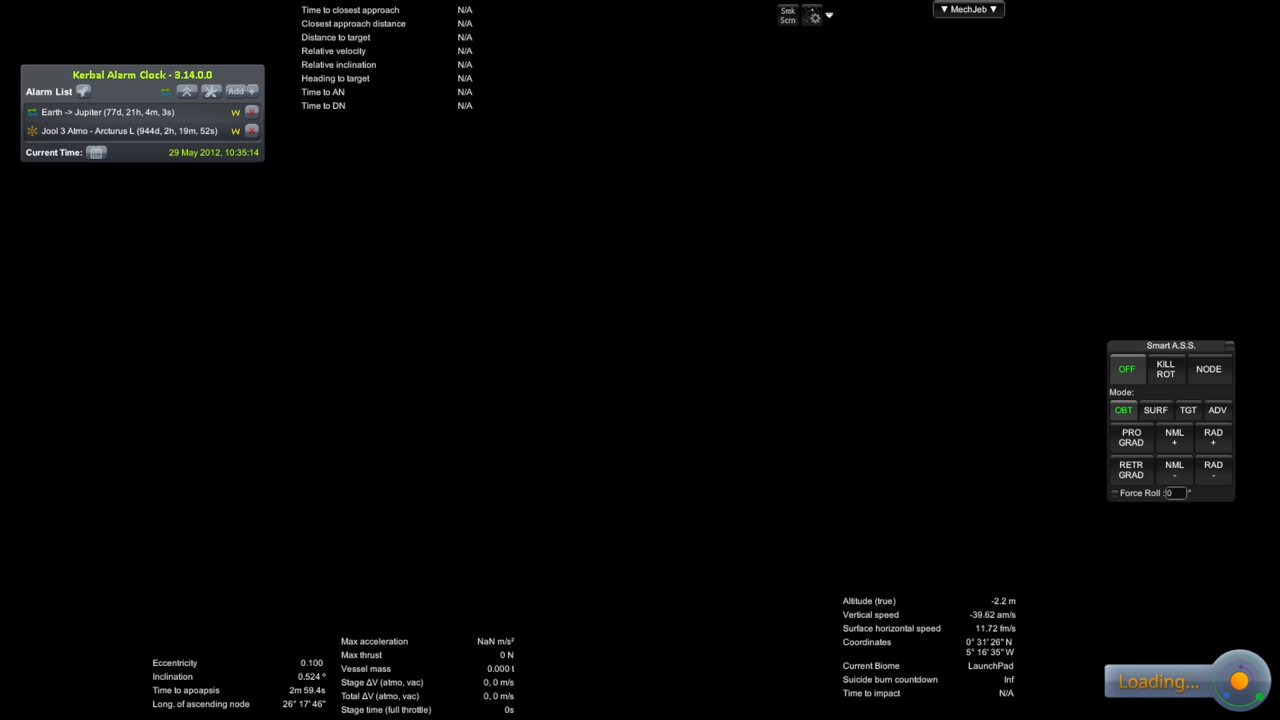 Time to closest approach N/A
Closest approach distance N/A
Distance to target N/A
Relative velocity N/A
Relative inclination N/A
Heading to target N/A
Time to AN N/A
Time to DN N/A
Smk
Scrn
▼ MechJeb ▼
Kerbal Alarm Clock - 3.14.0.0
Alarm List Add +
Earth -> Jupiter (77d, 21h, 4m, 3s) W
Jool 3 Atmo - Arcturus L (944d, 2h, 19m, 52s) W
Current Time: 29 May 2012, 10:35:14
Smart A.S.S.
OFF KILL ROT NODE
Mode:
OBT SURF TGT ADV
PRO GRAD NML + RAD +
RETR GRAD NML - RAD -
Force Roll :0 °
Eccentricity 0.100
Inclination 0.524 º
Time to apoapsis 2m 59.4s
Long. of ascending node 26° 17' 46"
Max acceleration NaN m/s²
Max thrust 0 N
Vessel mass 0.000 t
Stage ΔV (atmo, vac) 0, 0 m/s
Total ΔV (atmo, vac) 0, 0 m/s
Stage time (full throttle) 0s
Altitude (true) -2.2 m
Vertical speed -39.62 am/s
Surface horizontal speed 11.72 fm/s
Coordinates 0° 31' 26" N
5° 16' 35" W
Current Biome LaunchPad
Suicide burn countdown Inf
Time to impact N/A
Loading...